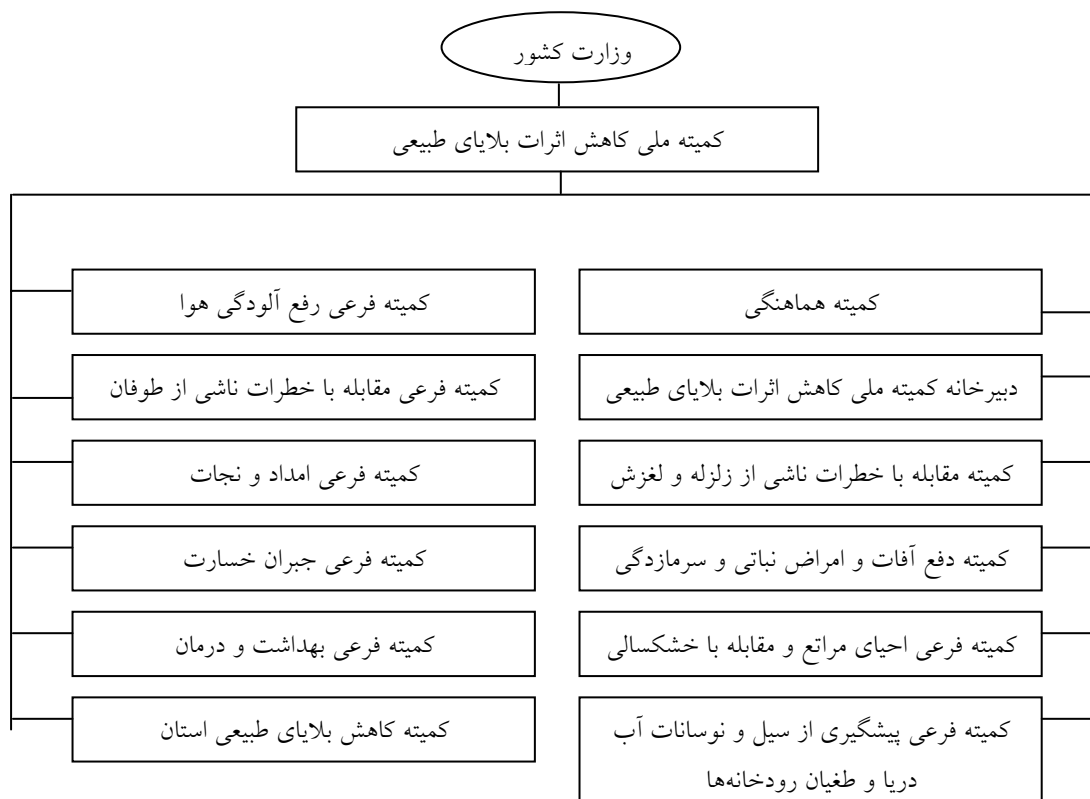 وزارت کشور
کمیته ملی کاهش اثرات بلایای طبیعی
کمیته هماهنگی
کمیته فرعی رفع آلودگی هوا
دبیرخانه کمیته ملی کاهش اثرات بلایای طبیعی
کمیته فرعی مقابله با خطرات ناشی از طوفان
کمیته مقابله با خطرات ناشی از زلزله و لغزش
کمیته فرعی امداد و نجات
کمیته دفع آفات و امراض نباتی و سرمازدگی
کمیته فرعی جبران خسارت
کمیته فرعی احیای مراتع و مقابله با خشکسالی
کمیته فرعی بهداشت و درمان
کمیته فرعی پیشگیری از سیل و نوسانات آب
دریا و طغیان رودخانه‌ها
کمیته کاهش بلایای طبیعی استان